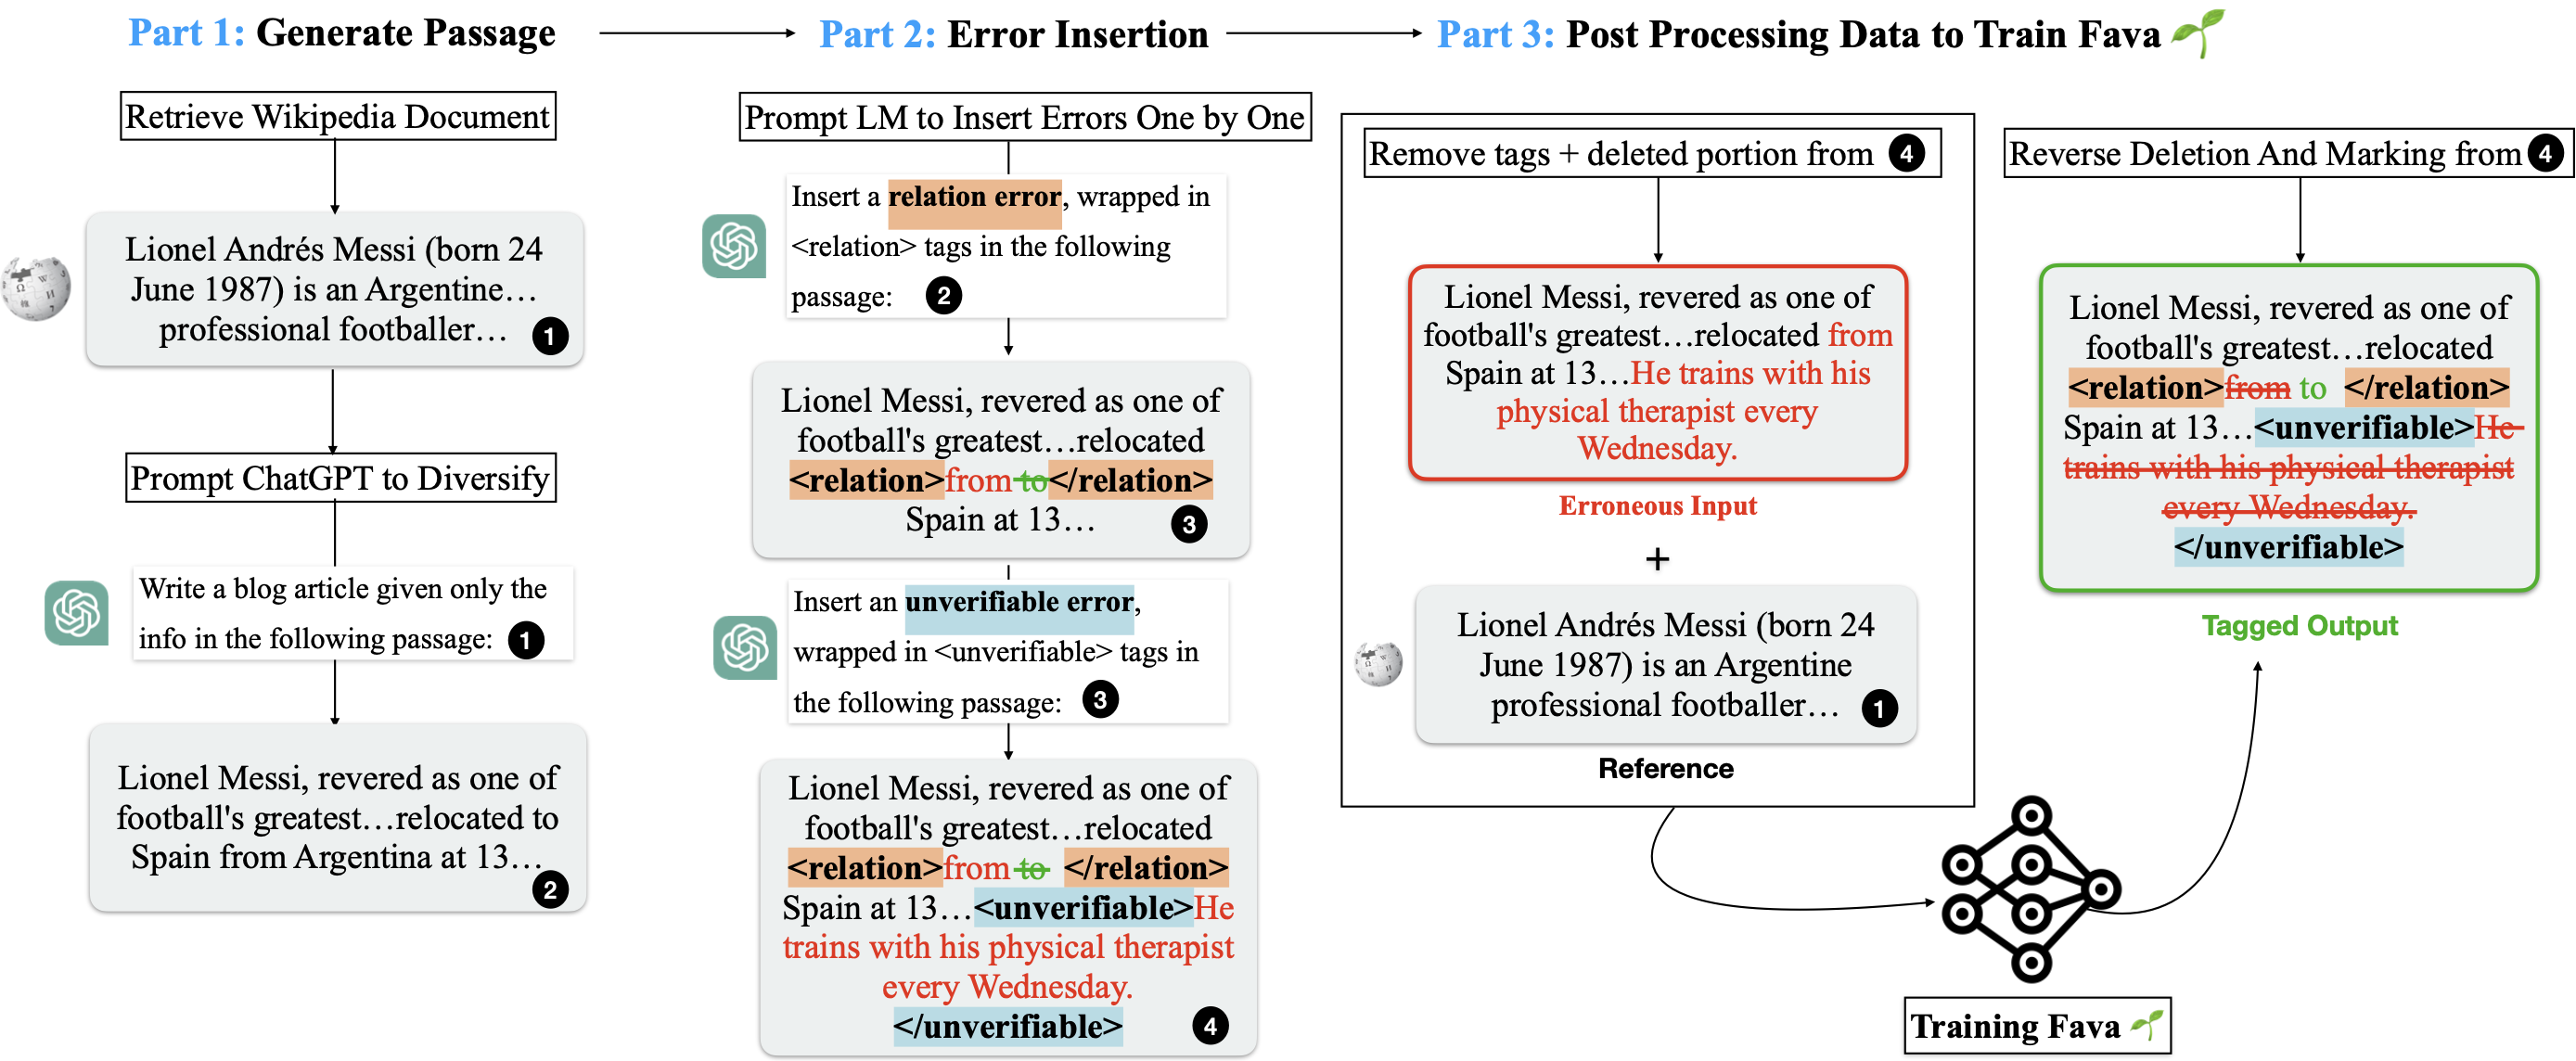 Part 1: Generate Passage
Part 2: Error Insertion
Part 3: Post Processing Data to Train Fava
Retrieve Wikipedia Document
Lionel Andrés Messi (born 24
June 1987) is an Argentine…
professional footballer…
1
Prompt ChatGPT to Diversify
Write a blog article given only the
info in the following passage: 1
Lionel Messi, revered as one of
football's greatest…relocated to
Spain from Argentina at 13…
2
Prompt LM to Insert Errors One by One
Insert a relation error, wrapped in
<relation> tags in the following
passage: 2
Lionel Messi, revered as one of
football's greatest…relocated
<relation>from to</relation>
Spain at 13…
3
Insert an unverifiable error,
wrapped in <unverifiable> tags in
the following passage: 3
Lionel Messi, revered as one of
football's greatest…relocated
<relation>from to </relation>
Spain at 13…<unverifiable>He
trains with his physical therapist
every Wednesday.
</unverifiable>
4
Remove tags + deleted portion from 4
Lionel Messi, revered as one of
football's greatest…relocated from
Spain at 13…He trains with his
physical therapist every
Wednesday.
Erroneous Input
+
Lionel Andrés Messi (born 24
June 1987) is an Argentine
professional footballer…
1
Reference
Reverse Deletion And Marking from 4
Lionel Messi, revered as one of
football's greatest…relocated
<relation>from to </relation>
Spain at 13…<unverifiable>He
trains with his physical therapist
every Wednesday.
</unverifiable>
Tagged Output
Training Fava